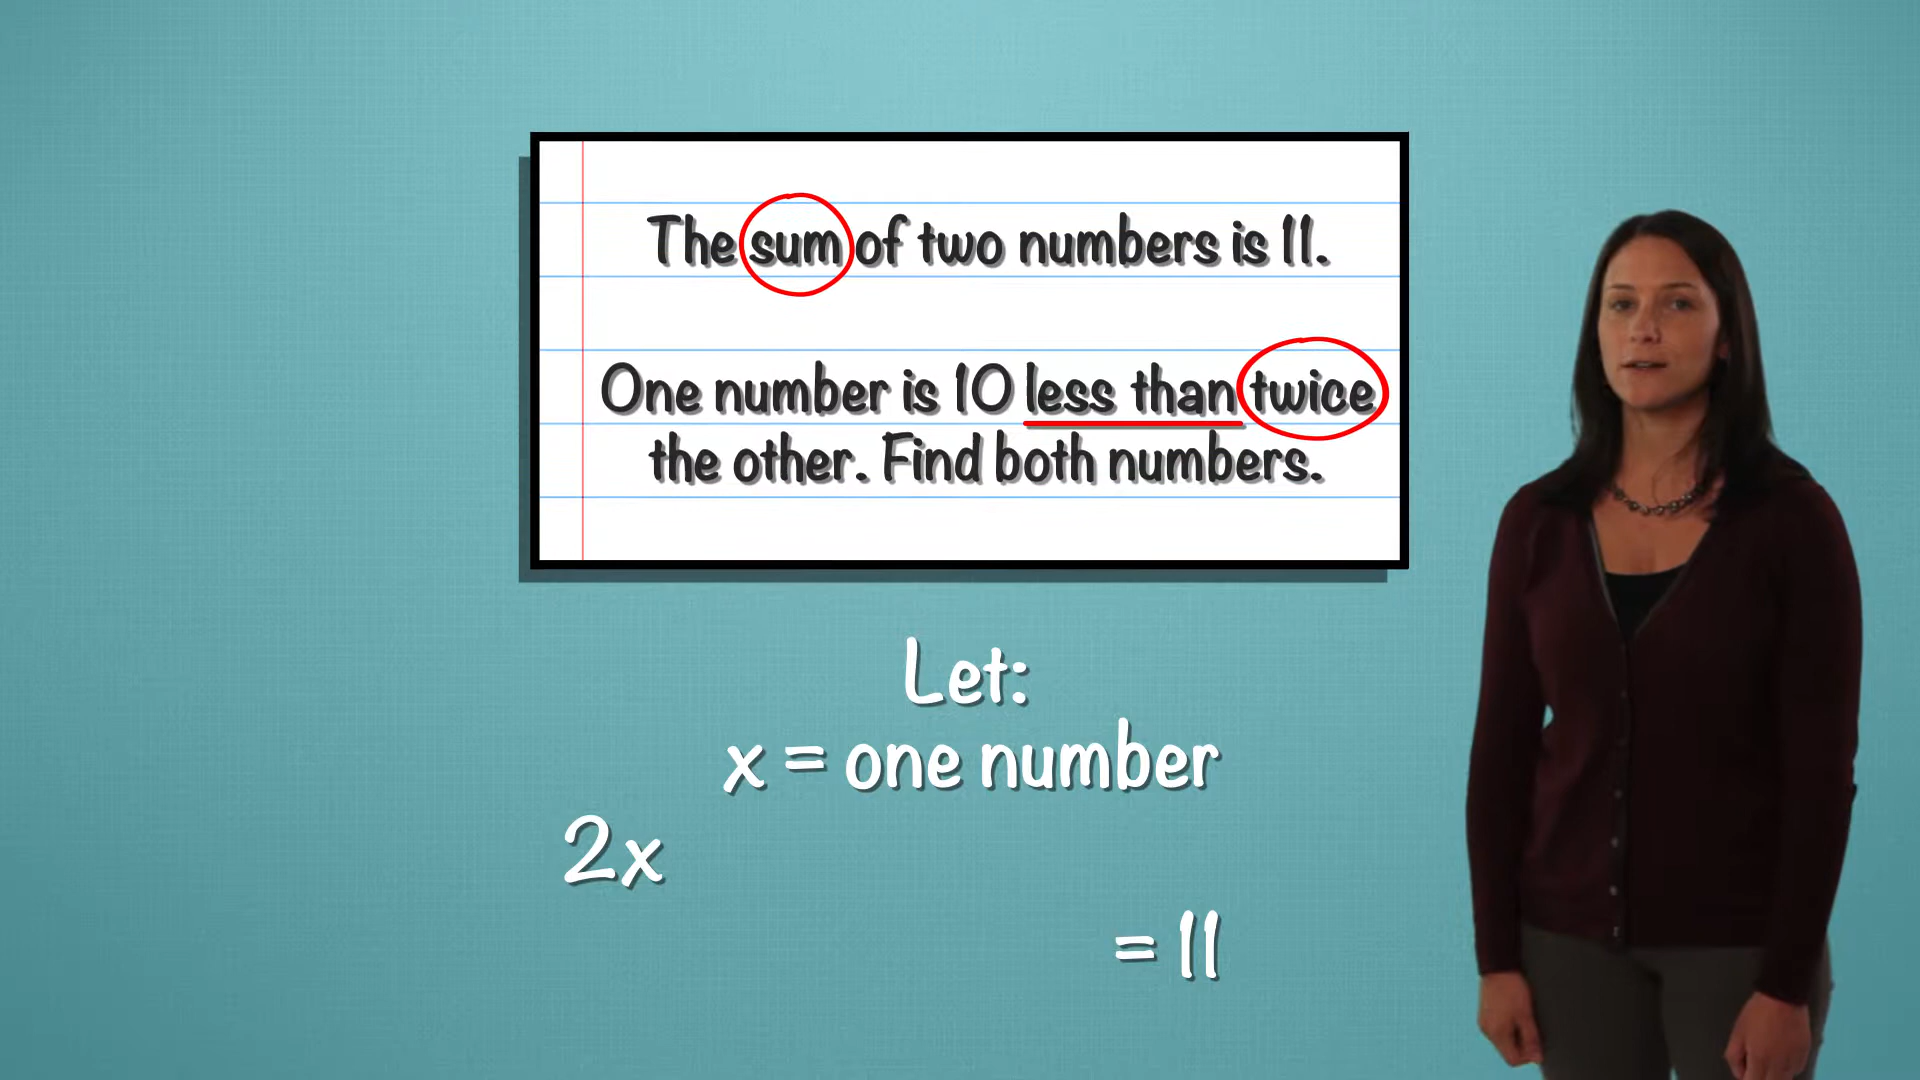 The sum of two numbers is 11.
One number is 10 less than twice
the other. Find both numbers.
Let:
x = one number
2x
= 11